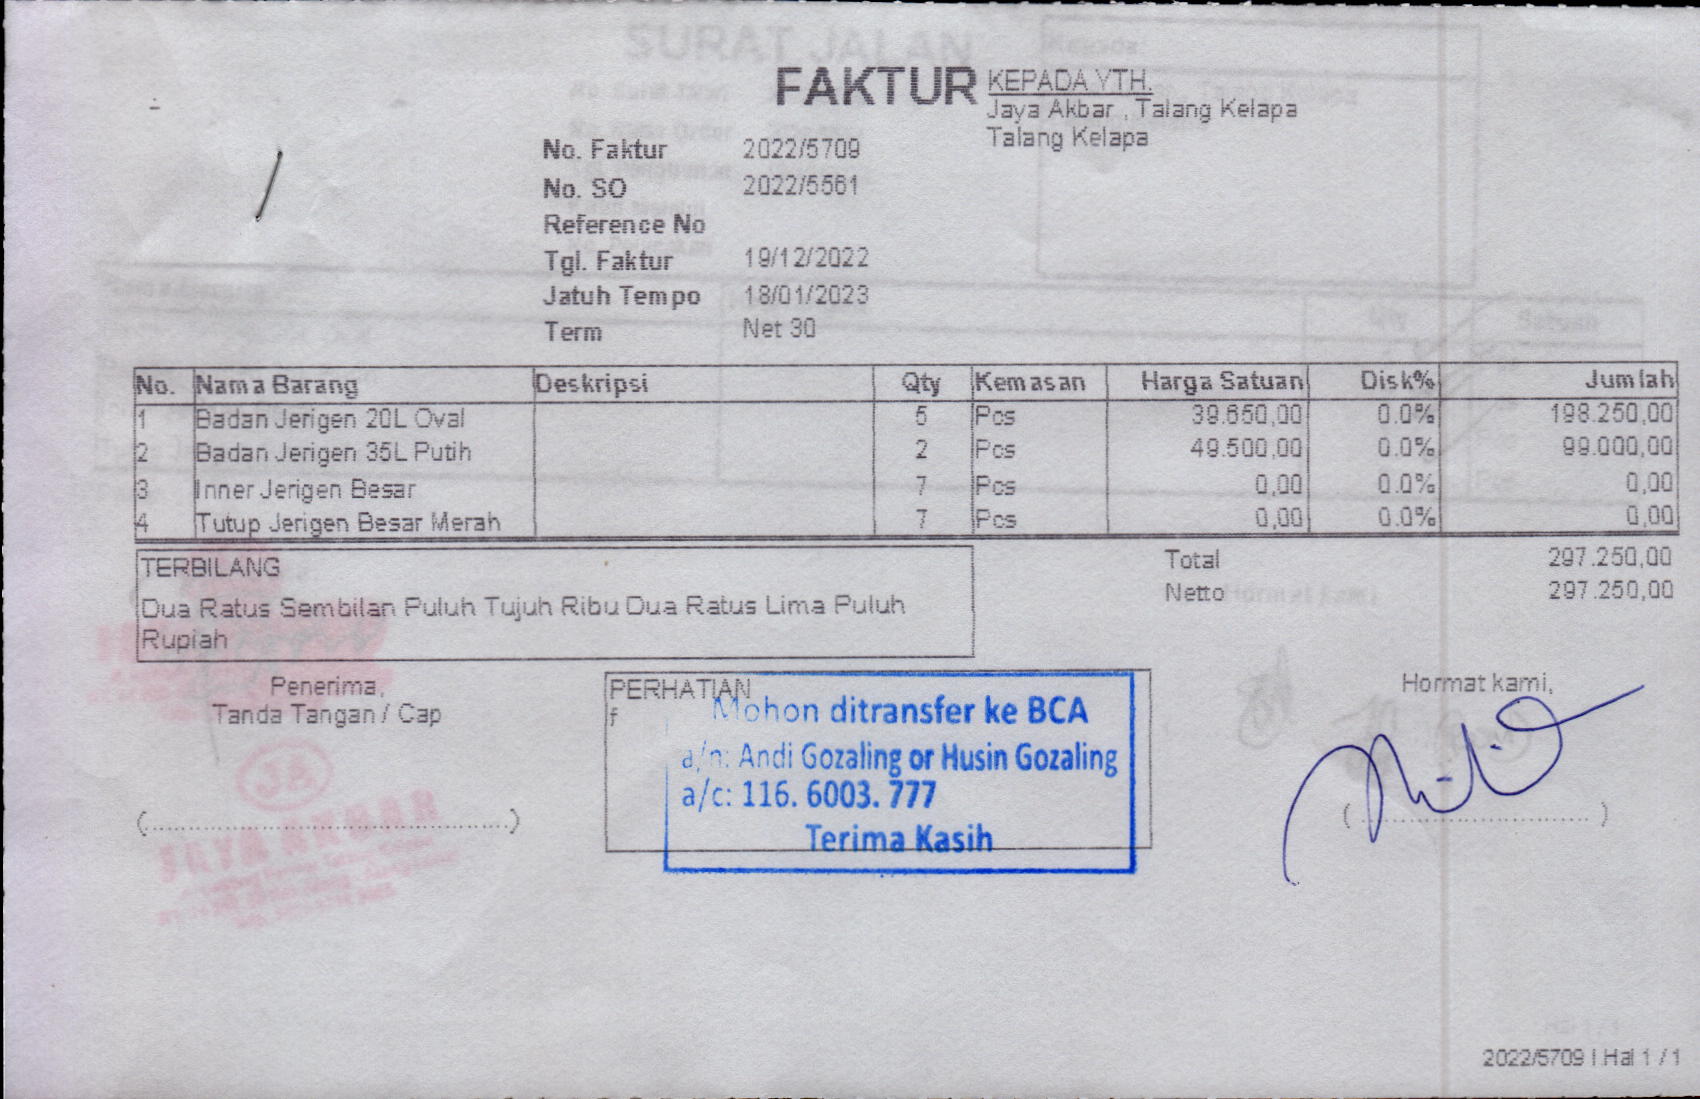 FAKTUR
KEPADA YTH.
Jaya Akbar , Talang Kelapa
Talang Kelapa
No. Faktur 2022/5709
No. SO 2022/5561
Reference No
Tgl. Faktur 19/12/2022
Jatuh Tempo 18/01/2023
Term Net 30
No. Nama Barang Deskripsi Qty Kemasan Harga Satuan Disk% Jumlah
1 Badan Jerigen 20L Oval 5 Pcs 39.650,00 0.0% 198.250,00
2 Badan Jerigen 35L Putih 2 Pcs 49.500,00 0.0% 99.000,00
3 Inner Jerigen Besar 7 Pcs 0,00 0.0% 0,00
4 Tutup Jerigen Besar Merah 7 Pcs 0,00 0.0% 0,00
Total 297.250,00
Netto 297.250,00
TERBILANG
Dua Ratus Sembilan Puluh Tujuh Ribu Dua Ratus Lima Puluh
Rupiah
Penerima,
Tanda Tangan / Cap
JA
JAYA AKBAR
PERHATIAN
f
Mohon ditransfer ke BCA
a/n: Andi Gozaling or Husin Gozaling
a/c: 116. 6003. 777
Terima Kasih
Hormat kami,
2022/5709 | Hal 1 / 1
SURAT JALAN